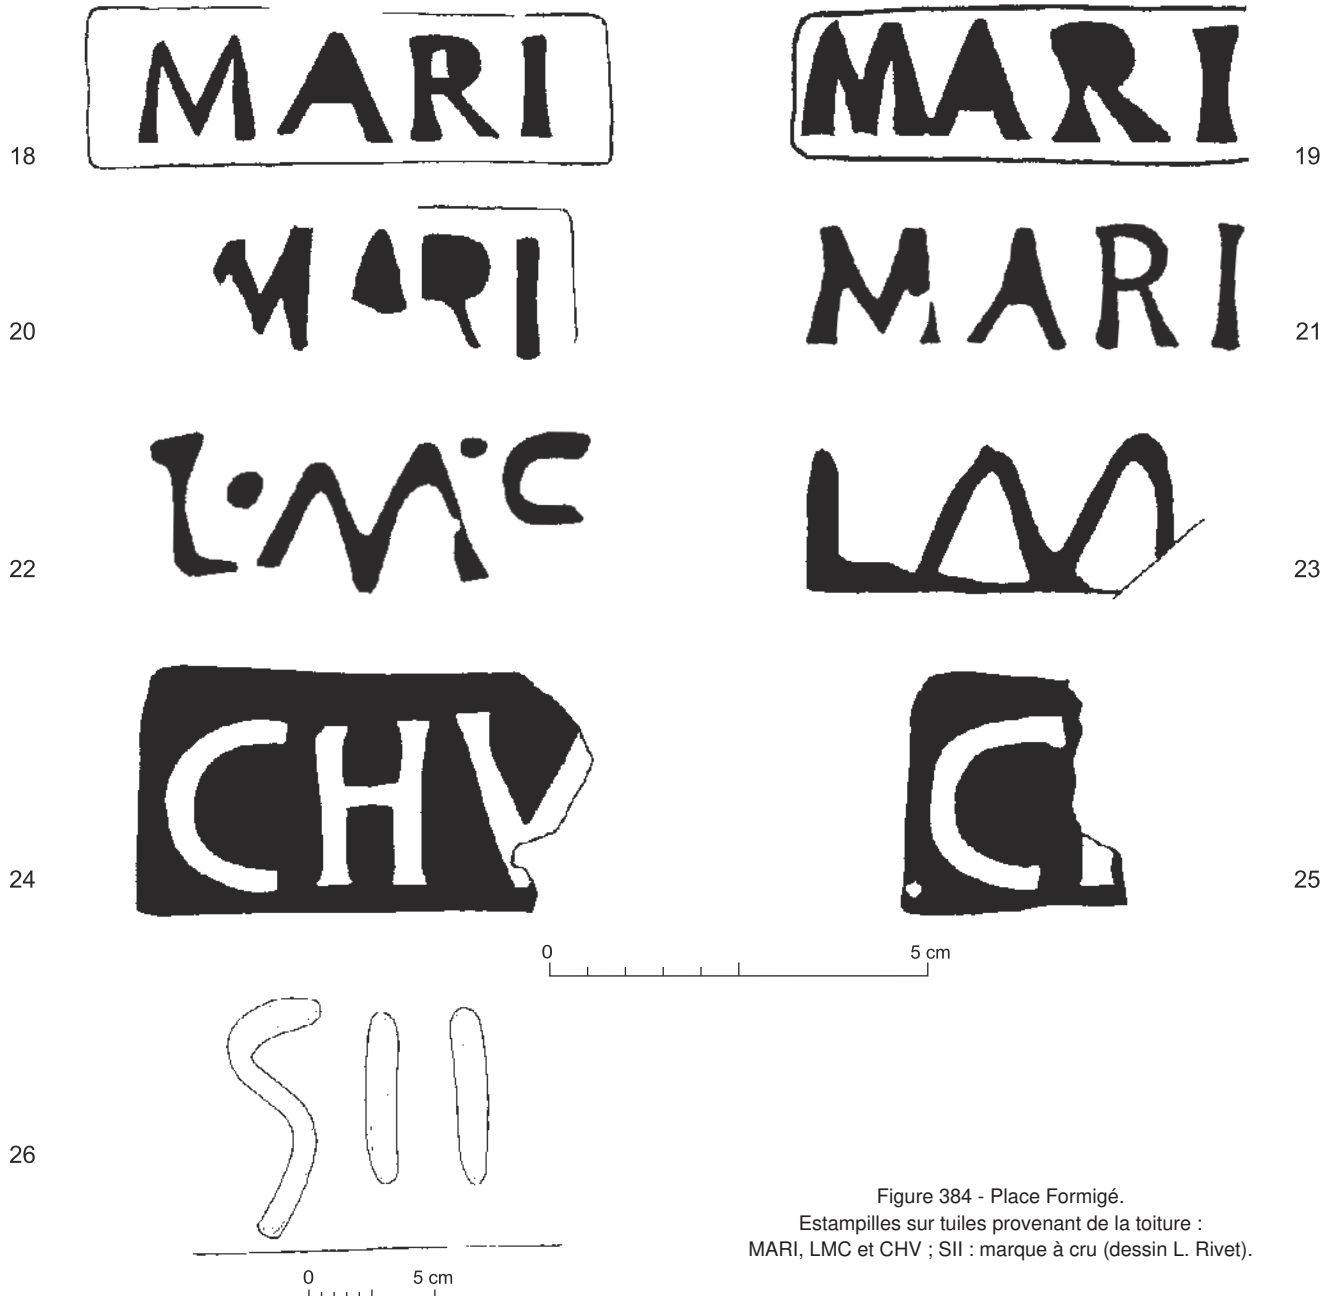 MARI
18
MARI
19
MARI
20
MARI
21
L·M·C
22
LM
23
CHV
24
C
25
0 5 cm
SII
26
0 5 cm
Figure 384 - Place Formigé.
Estampilles sur tuiles provenant de la toiture :
MARI, LMC et CHV ; SII : marque à cru (dessin L. Rivet).